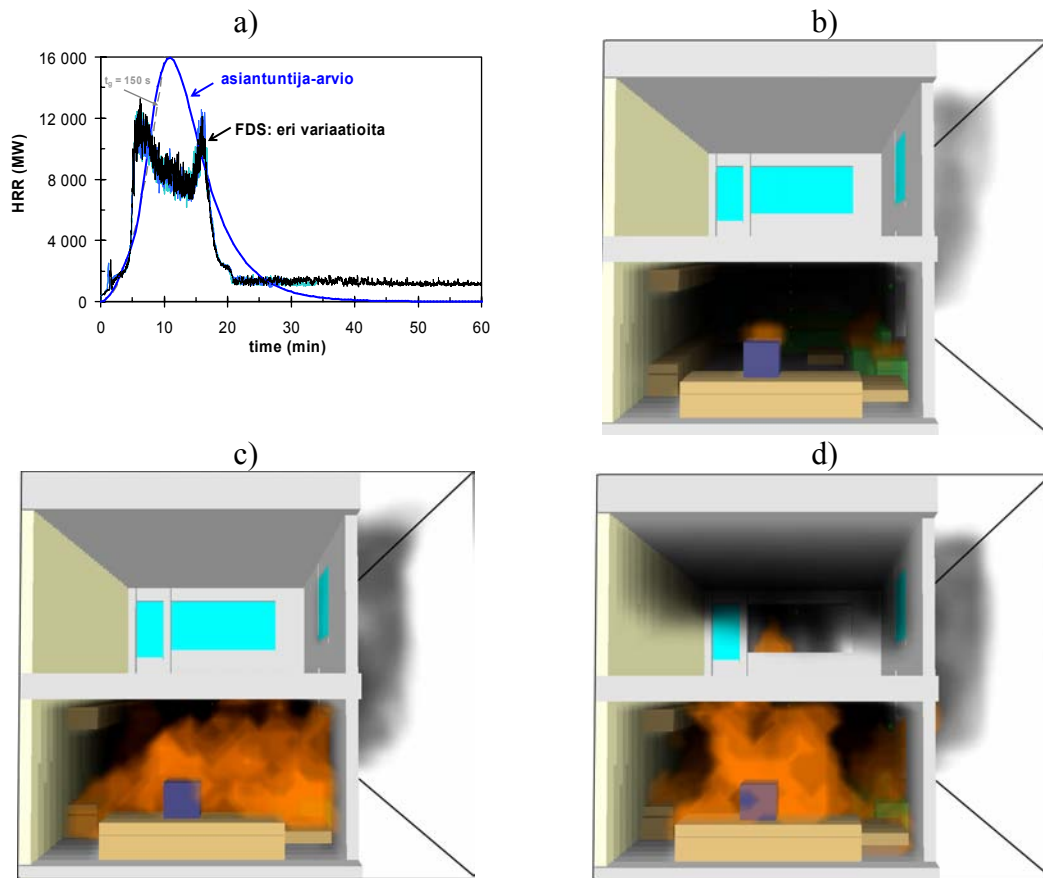 a)
b)
HRR (MW)
16 000
12 000
8 000
4 000
0
t_g = 150 s
asiantuntija-arvio
FDS: eri variaatioita
0 10 20 30 40 50 60
time (min)
c)
d)